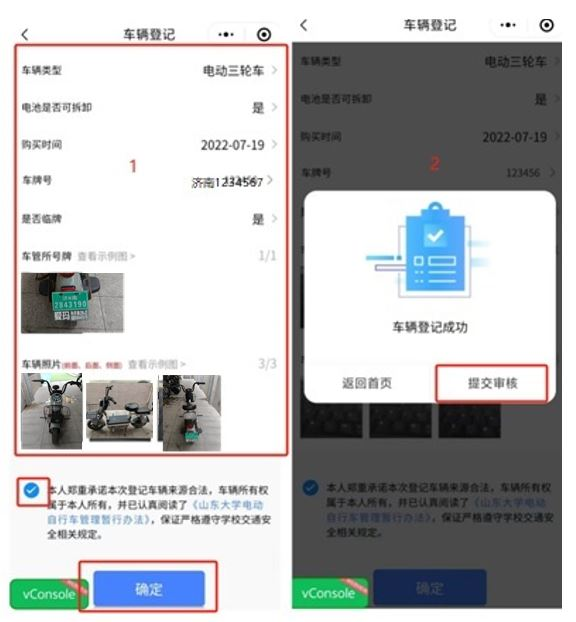 车辆登记
车辆类型 电动三轮车
电池是否可拆卸 是
购买时间 2022-07-19
1
车牌号 济南1234567
是否临牌 是
车管所号牌 查看示例图> 1/1
2843190
爱玛
车辆照片(前面、后面、侧面) 查看示例图> 3/3
本人郑重承诺本次登记车辆来源合法，车辆所有权
属于本人所有，并已认真阅读了《山东大学电动
自行车管理暂行办法》，保证严格遵守学校交通安
全相关规定。
vConsole
确定
车辆登记
车辆类型 电动三轮车
电池是否可拆卸 是
购买时间 2022-07-19
2
车牌号 123456
车辆登记成功
返回首页 提交审核
本人郑重承诺本次登记车辆来源合法，车辆所有权
属于本人所有，并已认真阅读了《山东大学电动
自行车管理暂行办法》，保证严格遵守学校交通安
全相关规定。
vConsole
确定